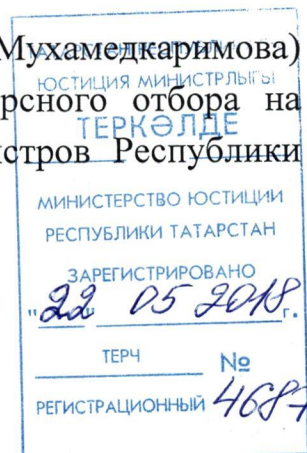 Мухамедкаримова)
ЮСТИЦИЯ МИНИСТРЛЫГЫ
рсного отбора на
ТЕРКӘЛДЕ
стров Республики
МИНИСТЕРСТВО ЮСТИЦИИ
РЕСПУБЛИКИ ТАТАРСТАН
ЗАРЕГИСТРИРОВАНО
"22" 05 2018 г.
ТЕРЧ №
РЕГИСТРАЦИОННЫЙ 4687